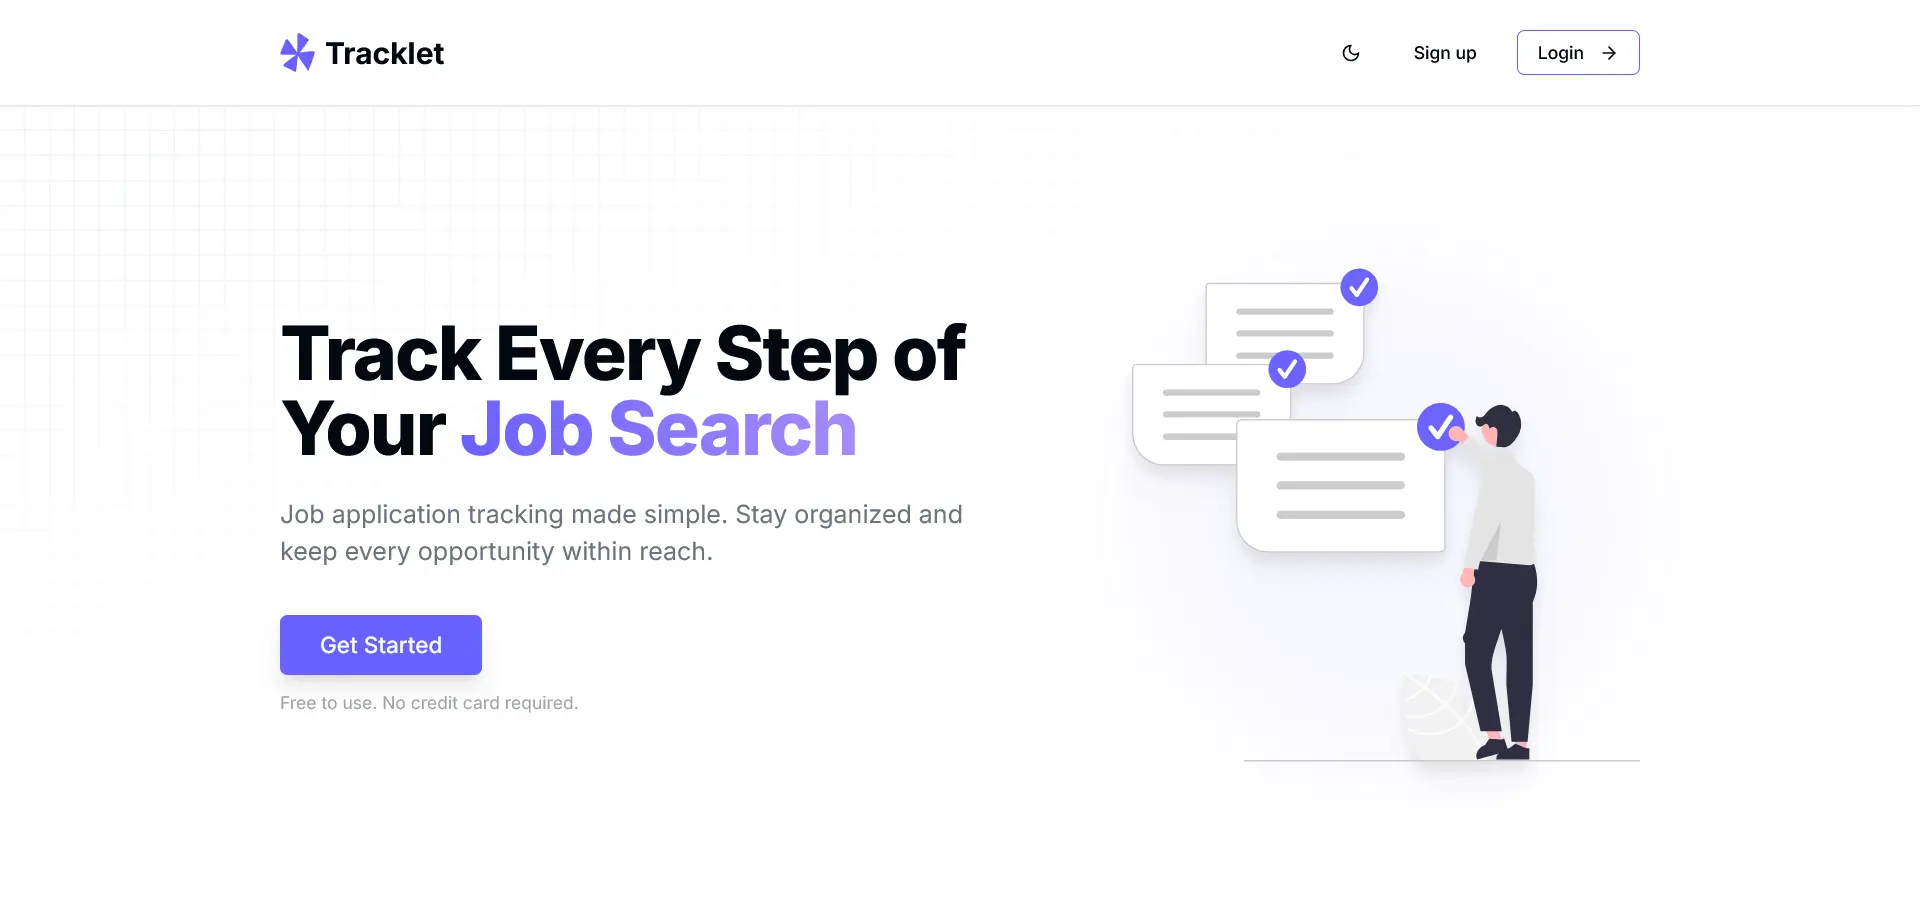 Tracklet
Sign up
Login
Track Every Step of
Your Job Search
Job application tracking made simple. Stay organized and
keep every opportunity within reach.
Get Started
Free to use. No credit card required.